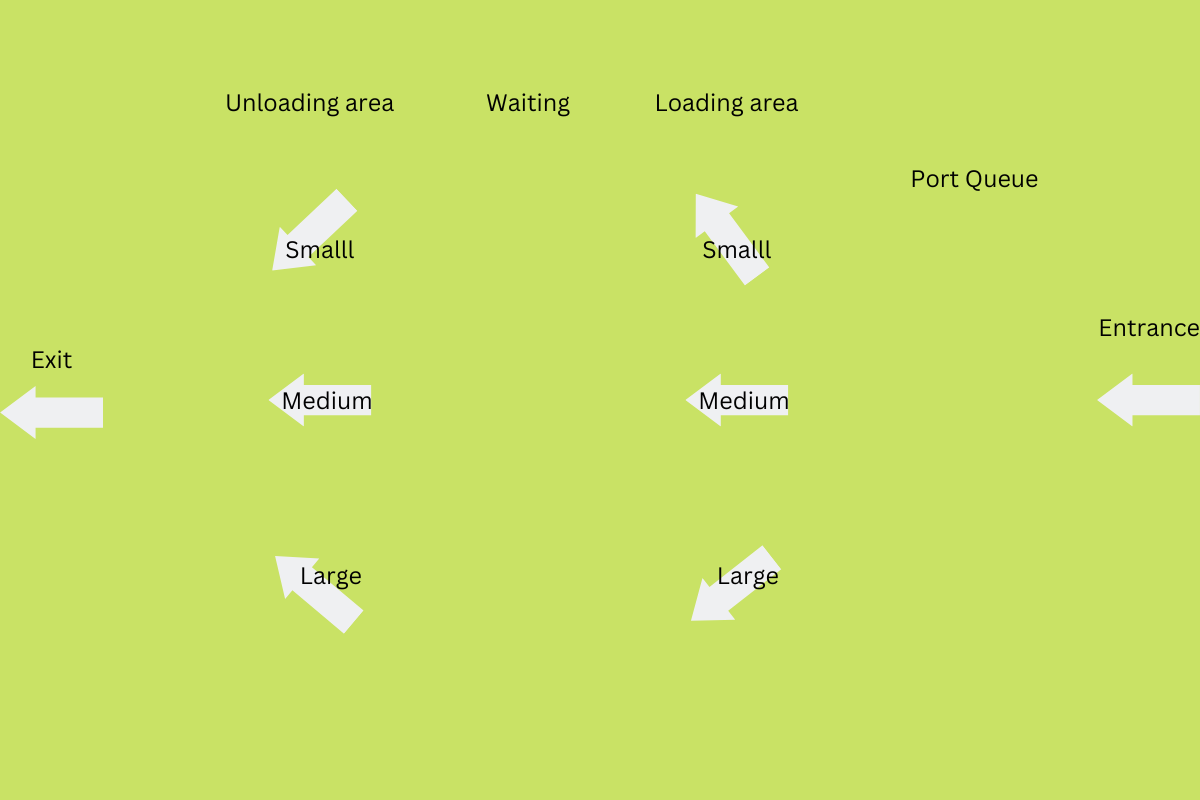 Unloading area
Waiting
Loading area
Port Queue
Smalll
Smalll
Entrance
Exit
Medium
Medium
Large
Large